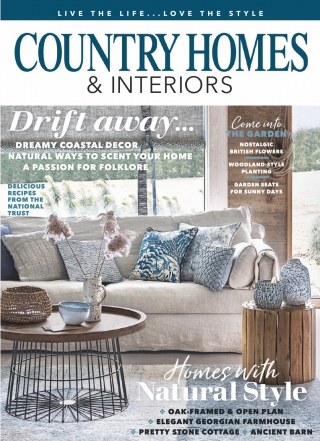 LIVE THE LIFE...LOVE THE STYLE
COUNTRY HOMES
& INTERIORS
Drift away...
DREAMY COASTAL DECOR
NATURAL WAYS TO SCENT YOUR HOME
A PASSION FOR FOLKLORE
DELICIOUS
RECIPES
FROM THE
NATIONAL
TRUST
Come into
THE GARDEN
NOSTALGIC
BRITISH FLOWERS
WOODLAND-STYLE
PLANTING
GARDEN SEATS
FOR SUNNY DAYS
Homes With
Natural Style
OAK-FRAMED & OPEN PLAN
ELEGANT GEORGIAN FARMHOUSE
PRETTY STONE COTTAGE ANCIENT BARN